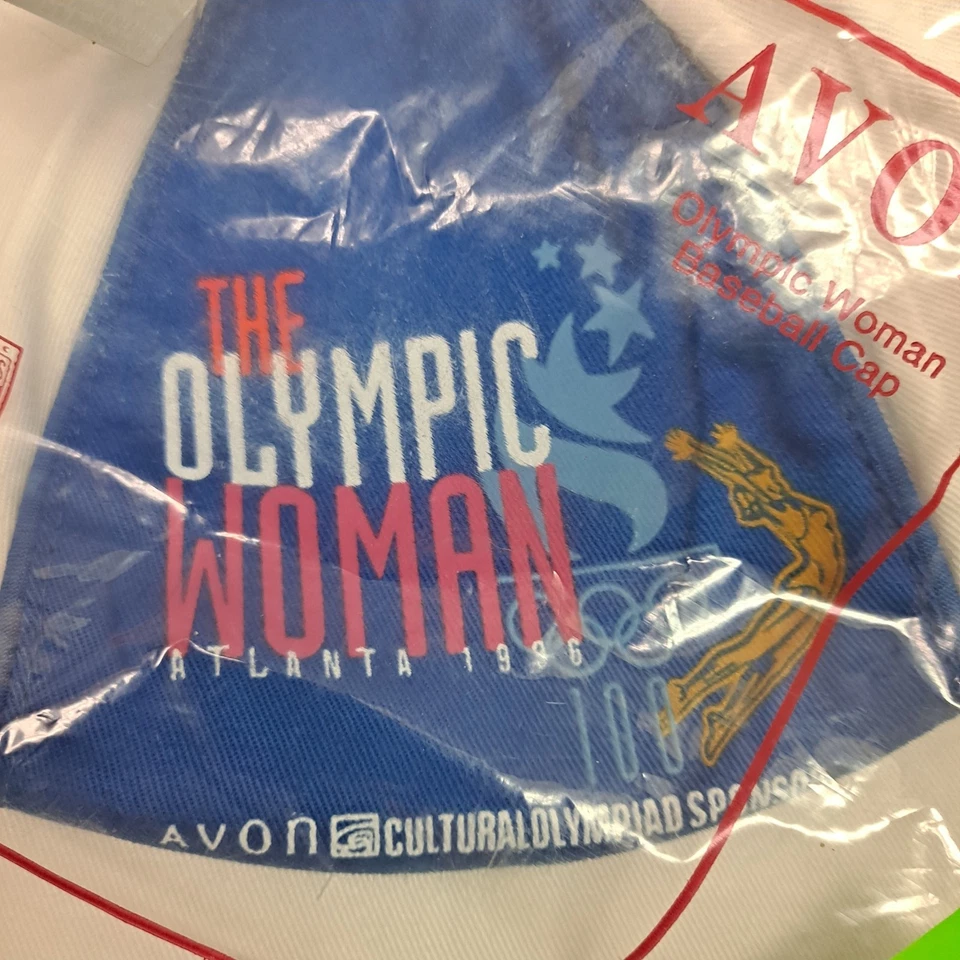 AVO
Olympic Woman
Baseball Cap
THE
OLYMPIC
WOMAN
ATLANTA 1996
100
AVON CULTURAL OLYMPIAD SPONSO